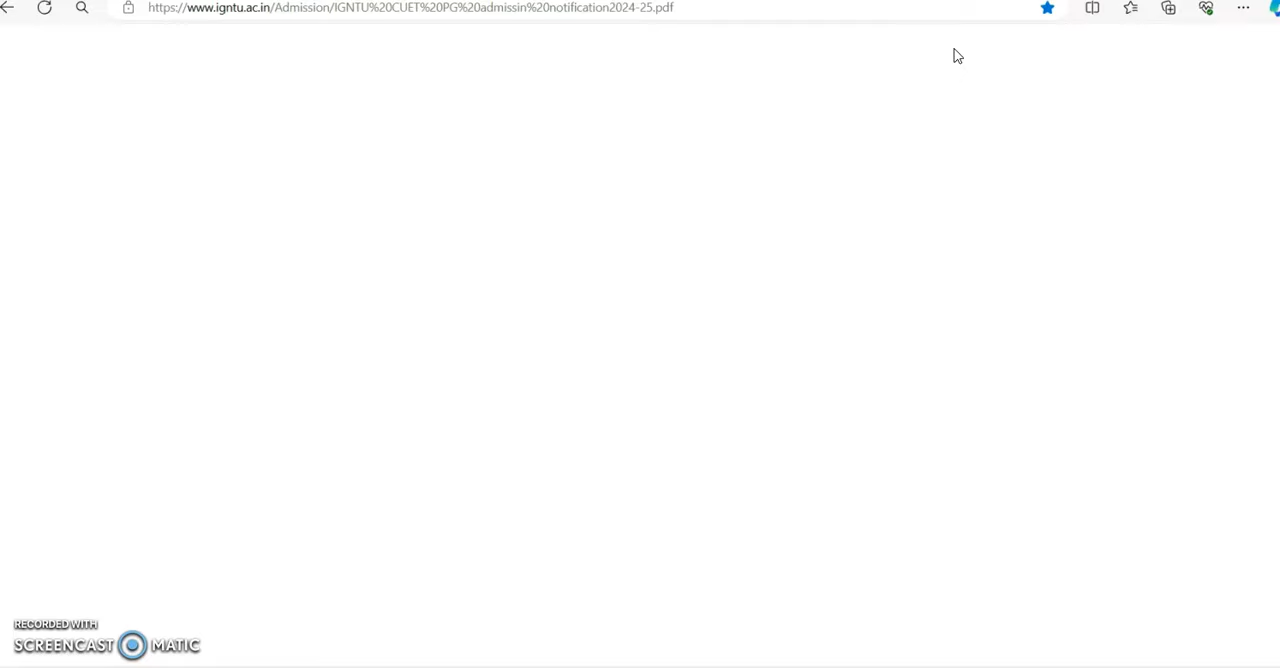 https://www.igntu.ac.in/Admission/IGNTU%20CUET%20PG%20admissin%20notification2024-25.pdf
RECORDED WITH
SCREENCAST MATIC